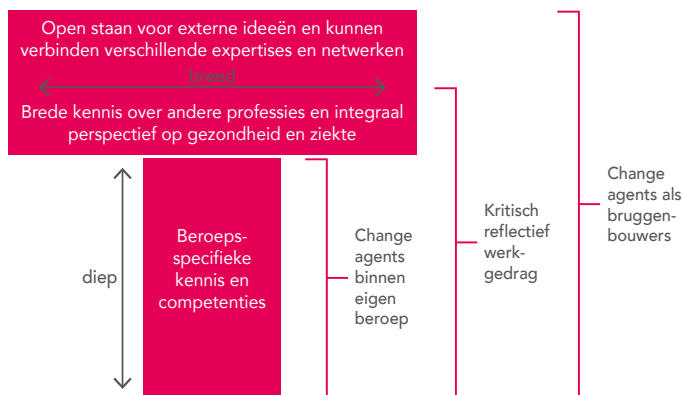 Open staan voor externe ideeën en kunnen
verbinden verschillende expertises en netwerken
breed
Brede kennis over andere professies en integraal
perspectief op gezondheid en ziekte
diep
Beroeps-
specifieke
kennis en
competenties
Change
agents
binnen
eigen
beroep
Kritisch
reflectief
werk-
gedrag
Change
agents als
bruggen-
bouwers